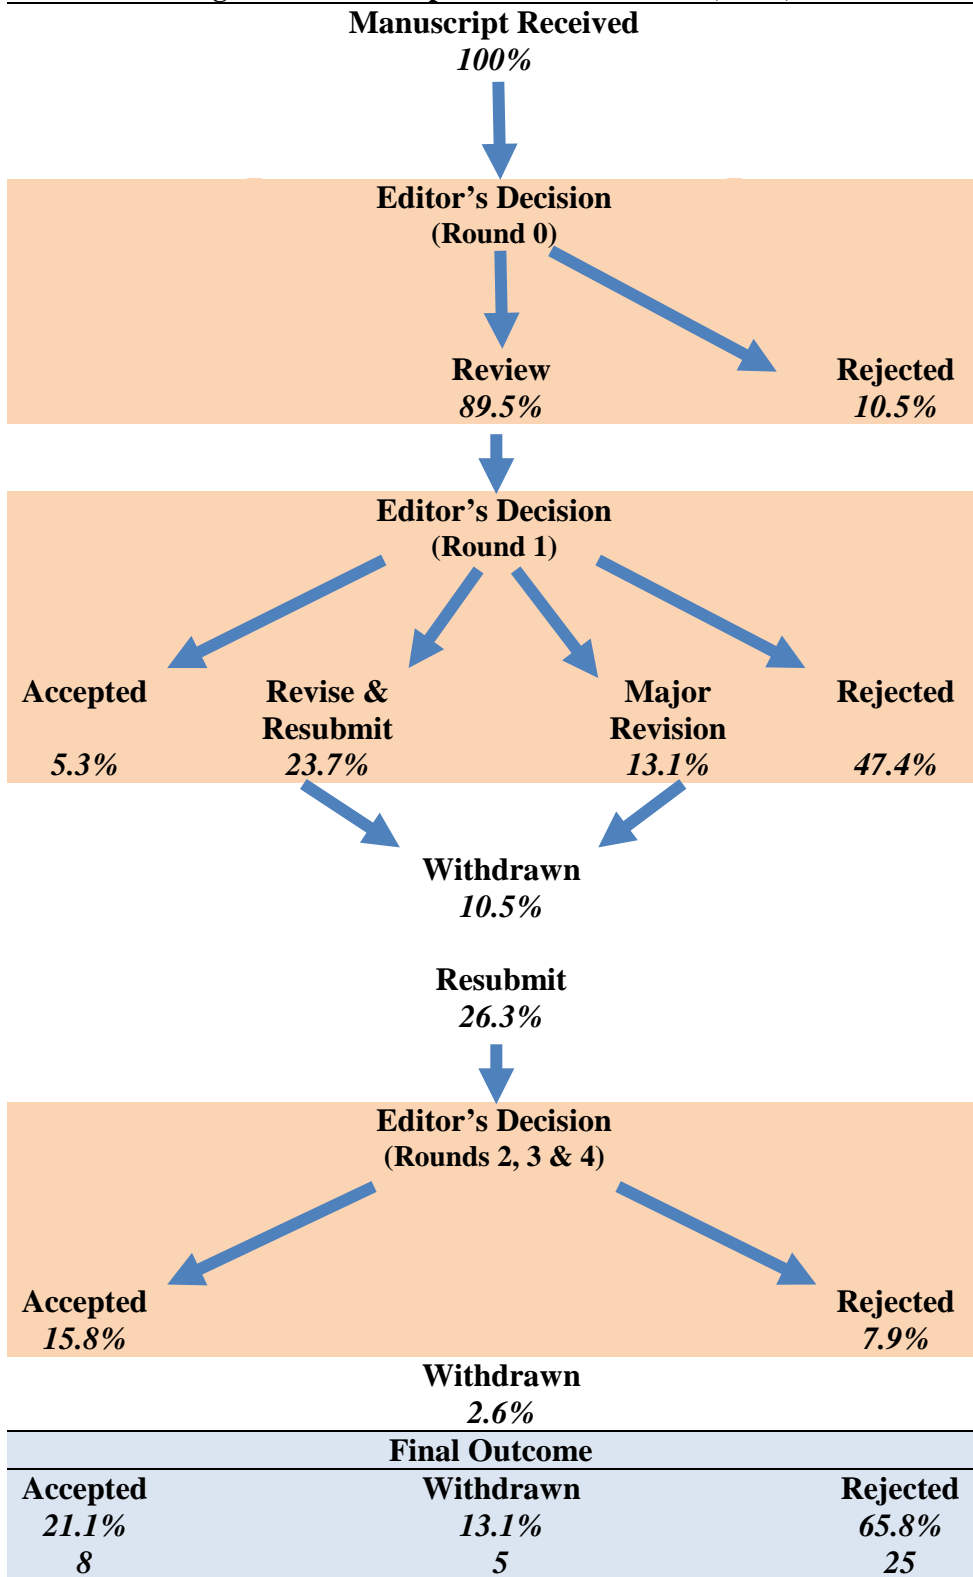 Manuscript Received
100%
Editor’s Decision
(Round 0)
Review Rejected
89.5% 10.5%
Editor’s Decision
(Round 1)
Accepted Revise & Major Rejected
Resubmit Revision
5.3% 23.7% 13.1% 47.4%
Withdrawn
10.5%
Resubmit
26.3%
Editor’s Decision
(Rounds 2, 3 & 4)
Accepted Rejected
15.8% 7.9%
Withdrawn
2.6%
Final Outcome
Accepted Withdrawn Rejected
21.1% 13.1% 65.8%
8 5 25